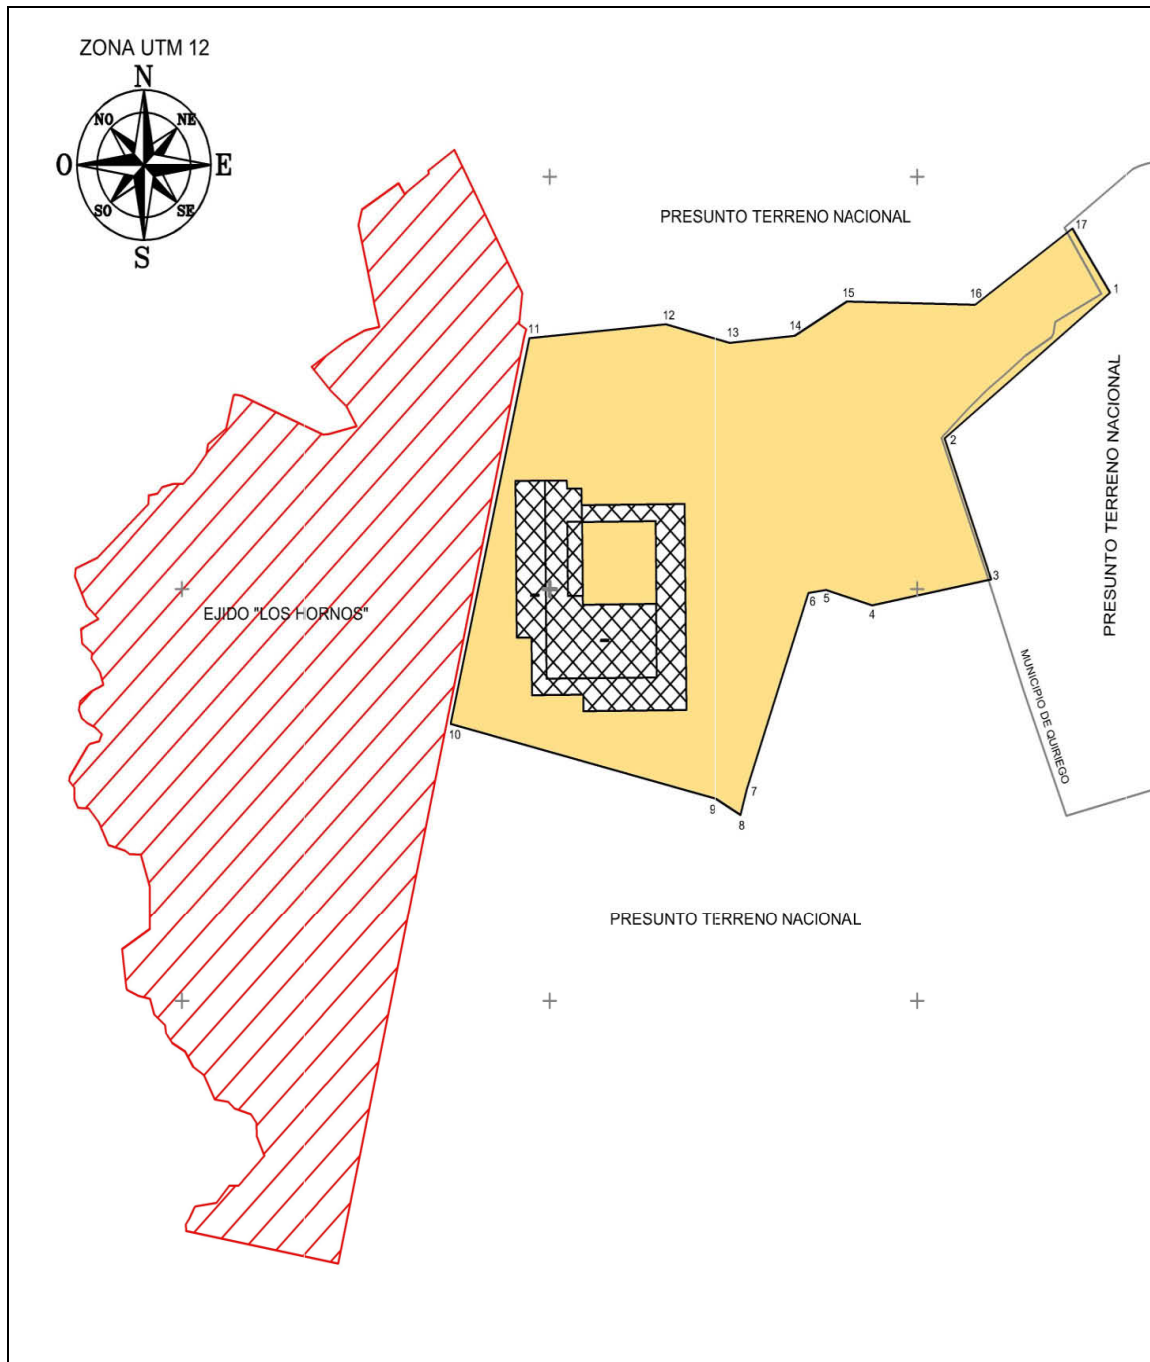 ZONA UTM 12
N
NO
NE
O
E
SO
SE
S
PRESUNTO TERRENO NACIONAL
17
1
15
16
12
11
13
14
2
PRESUNTO TERRENO NACIONAL
3
6
5
4
EJIDO "LOS HORNOS"
MUNICIPIO DE QUIRIEGO
10
7
9
8
PRESUNTO TERRENO NACIONAL